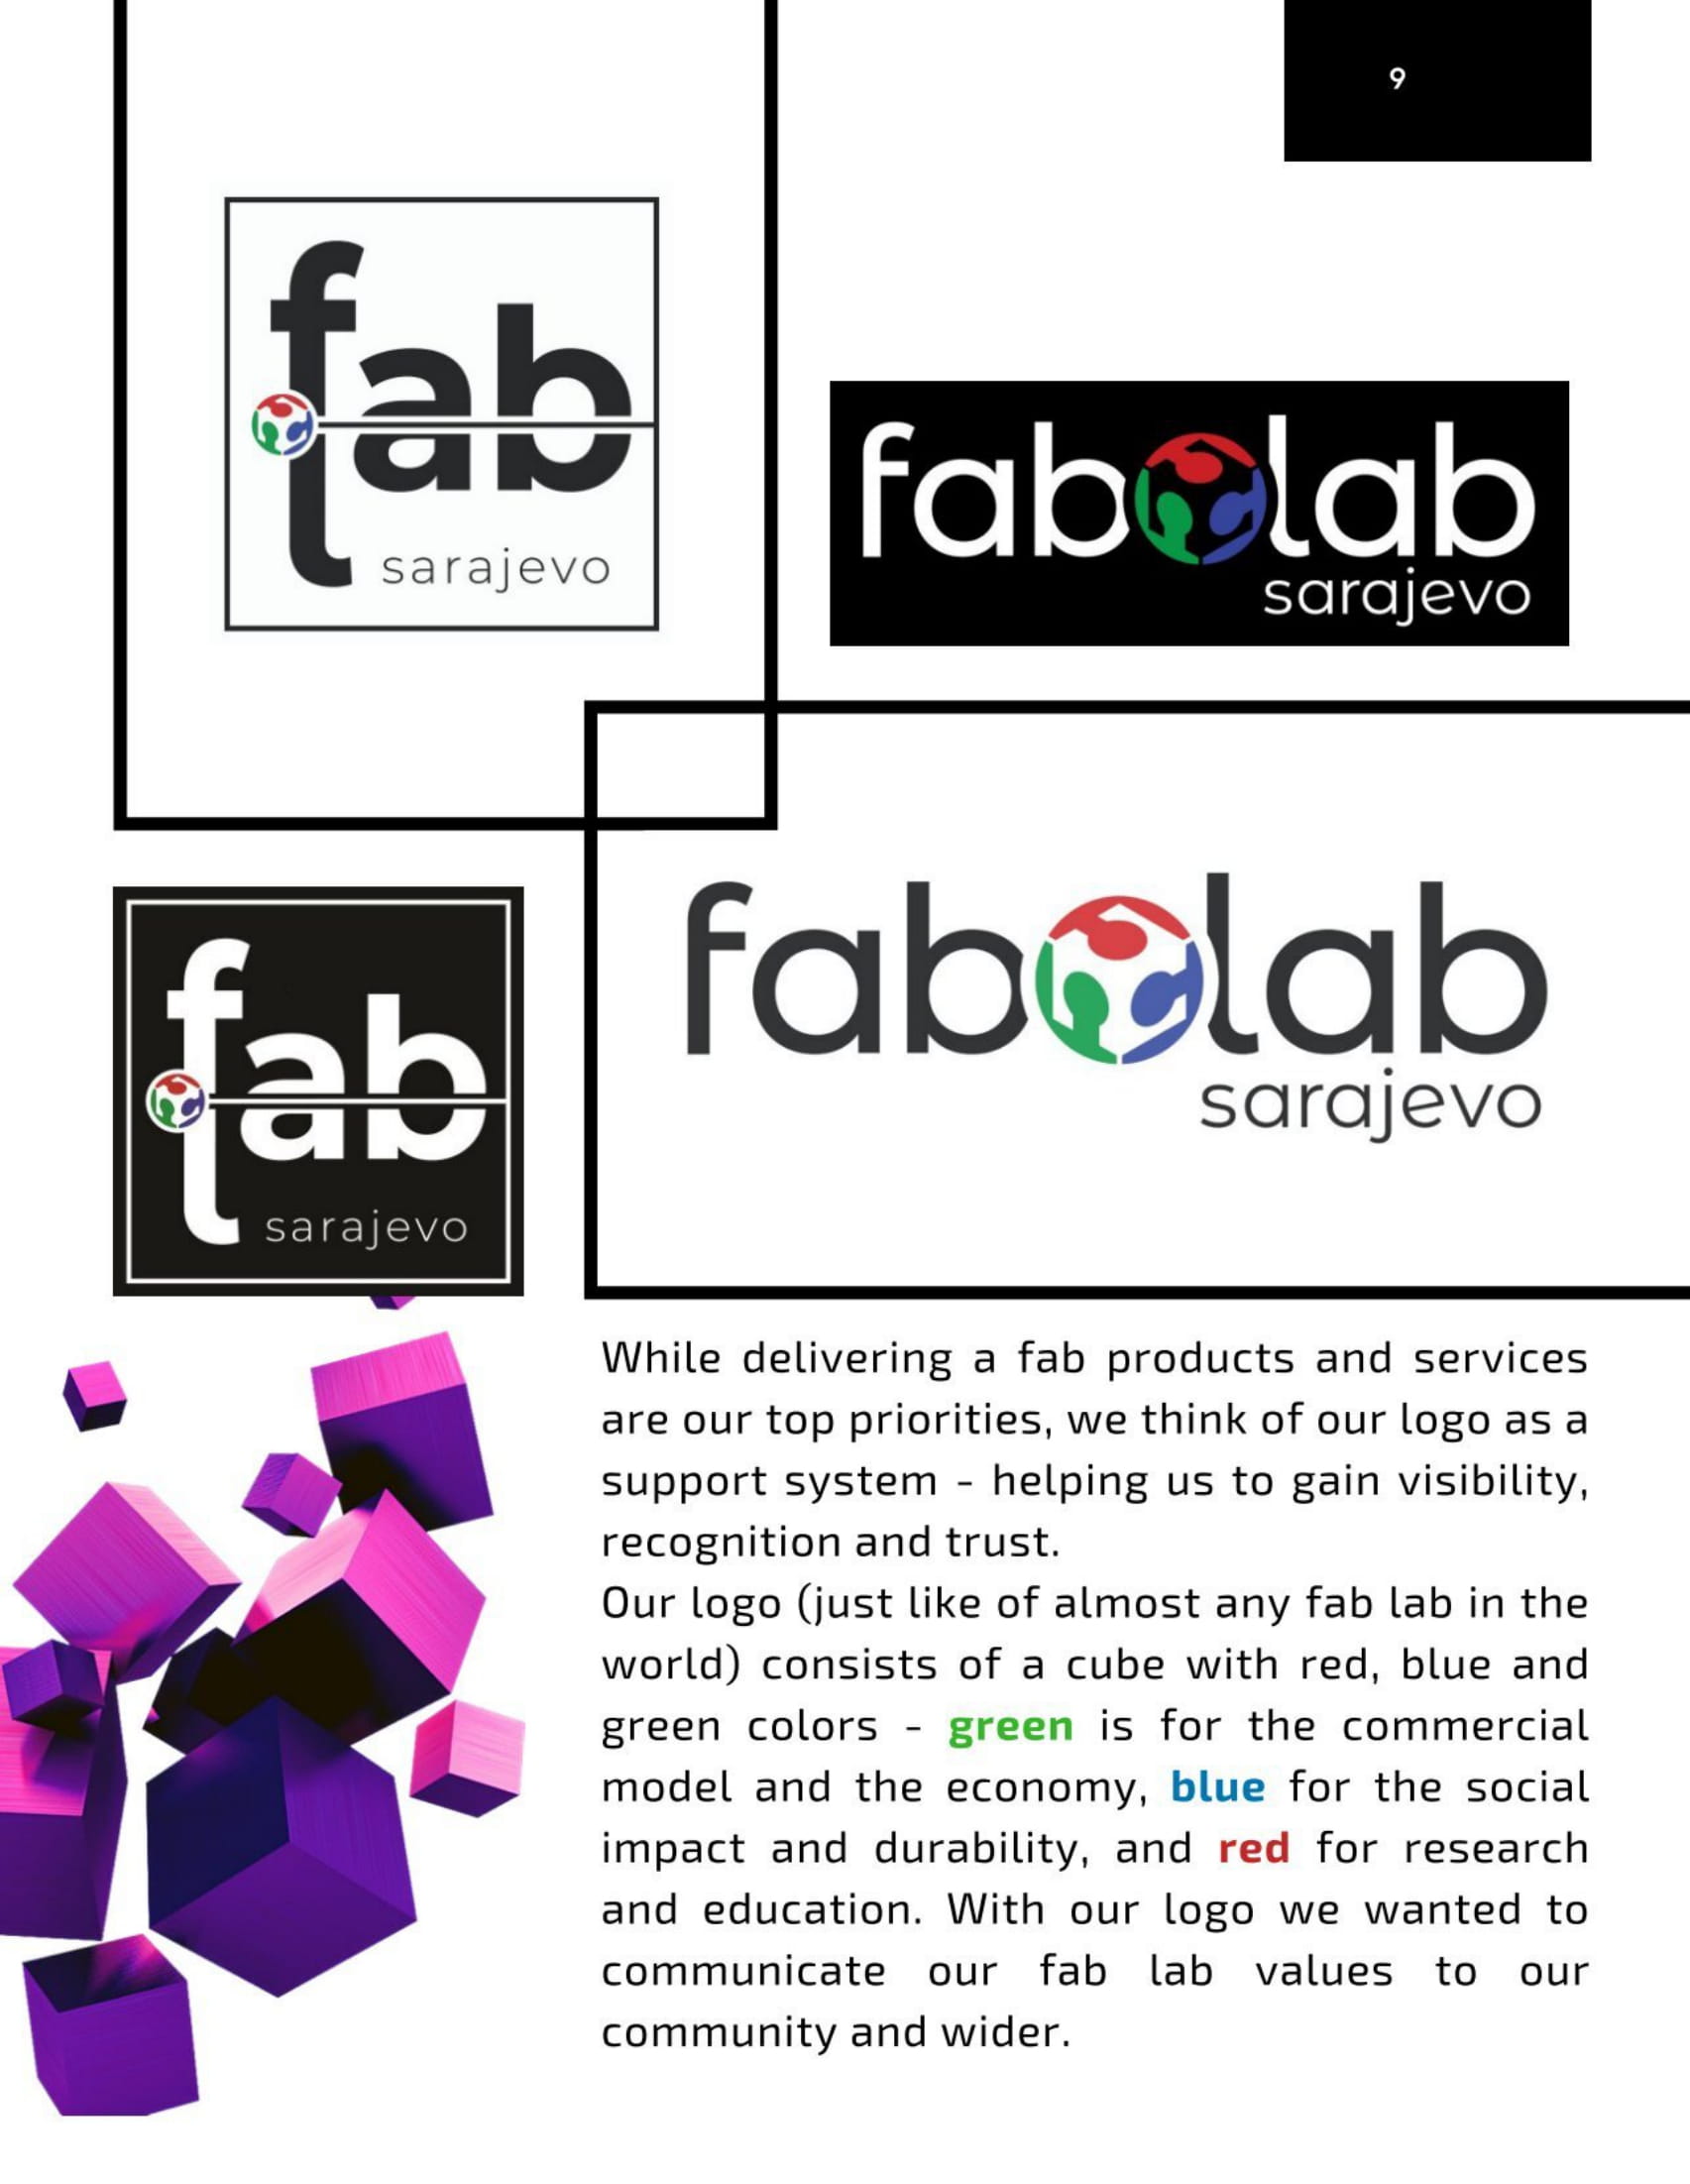 9
fab
l
sarajevo
fab lab
sarajevo
fab lab
sarajevo
fab
l
sarajevo
While delivering a fab products and services
are our top priorities, we think of our logo as a
support system - helping us to gain visibility,
recognition and trust.
Our logo (just like of almost any fab lab in the
world) consists of a cube with red, blue and
green colors - green is for the commercial
model and the economy, blue for the social
impact and durability, and red for research
and education. With our logo we wanted to
communicate our fab lab values to our
community and wider.